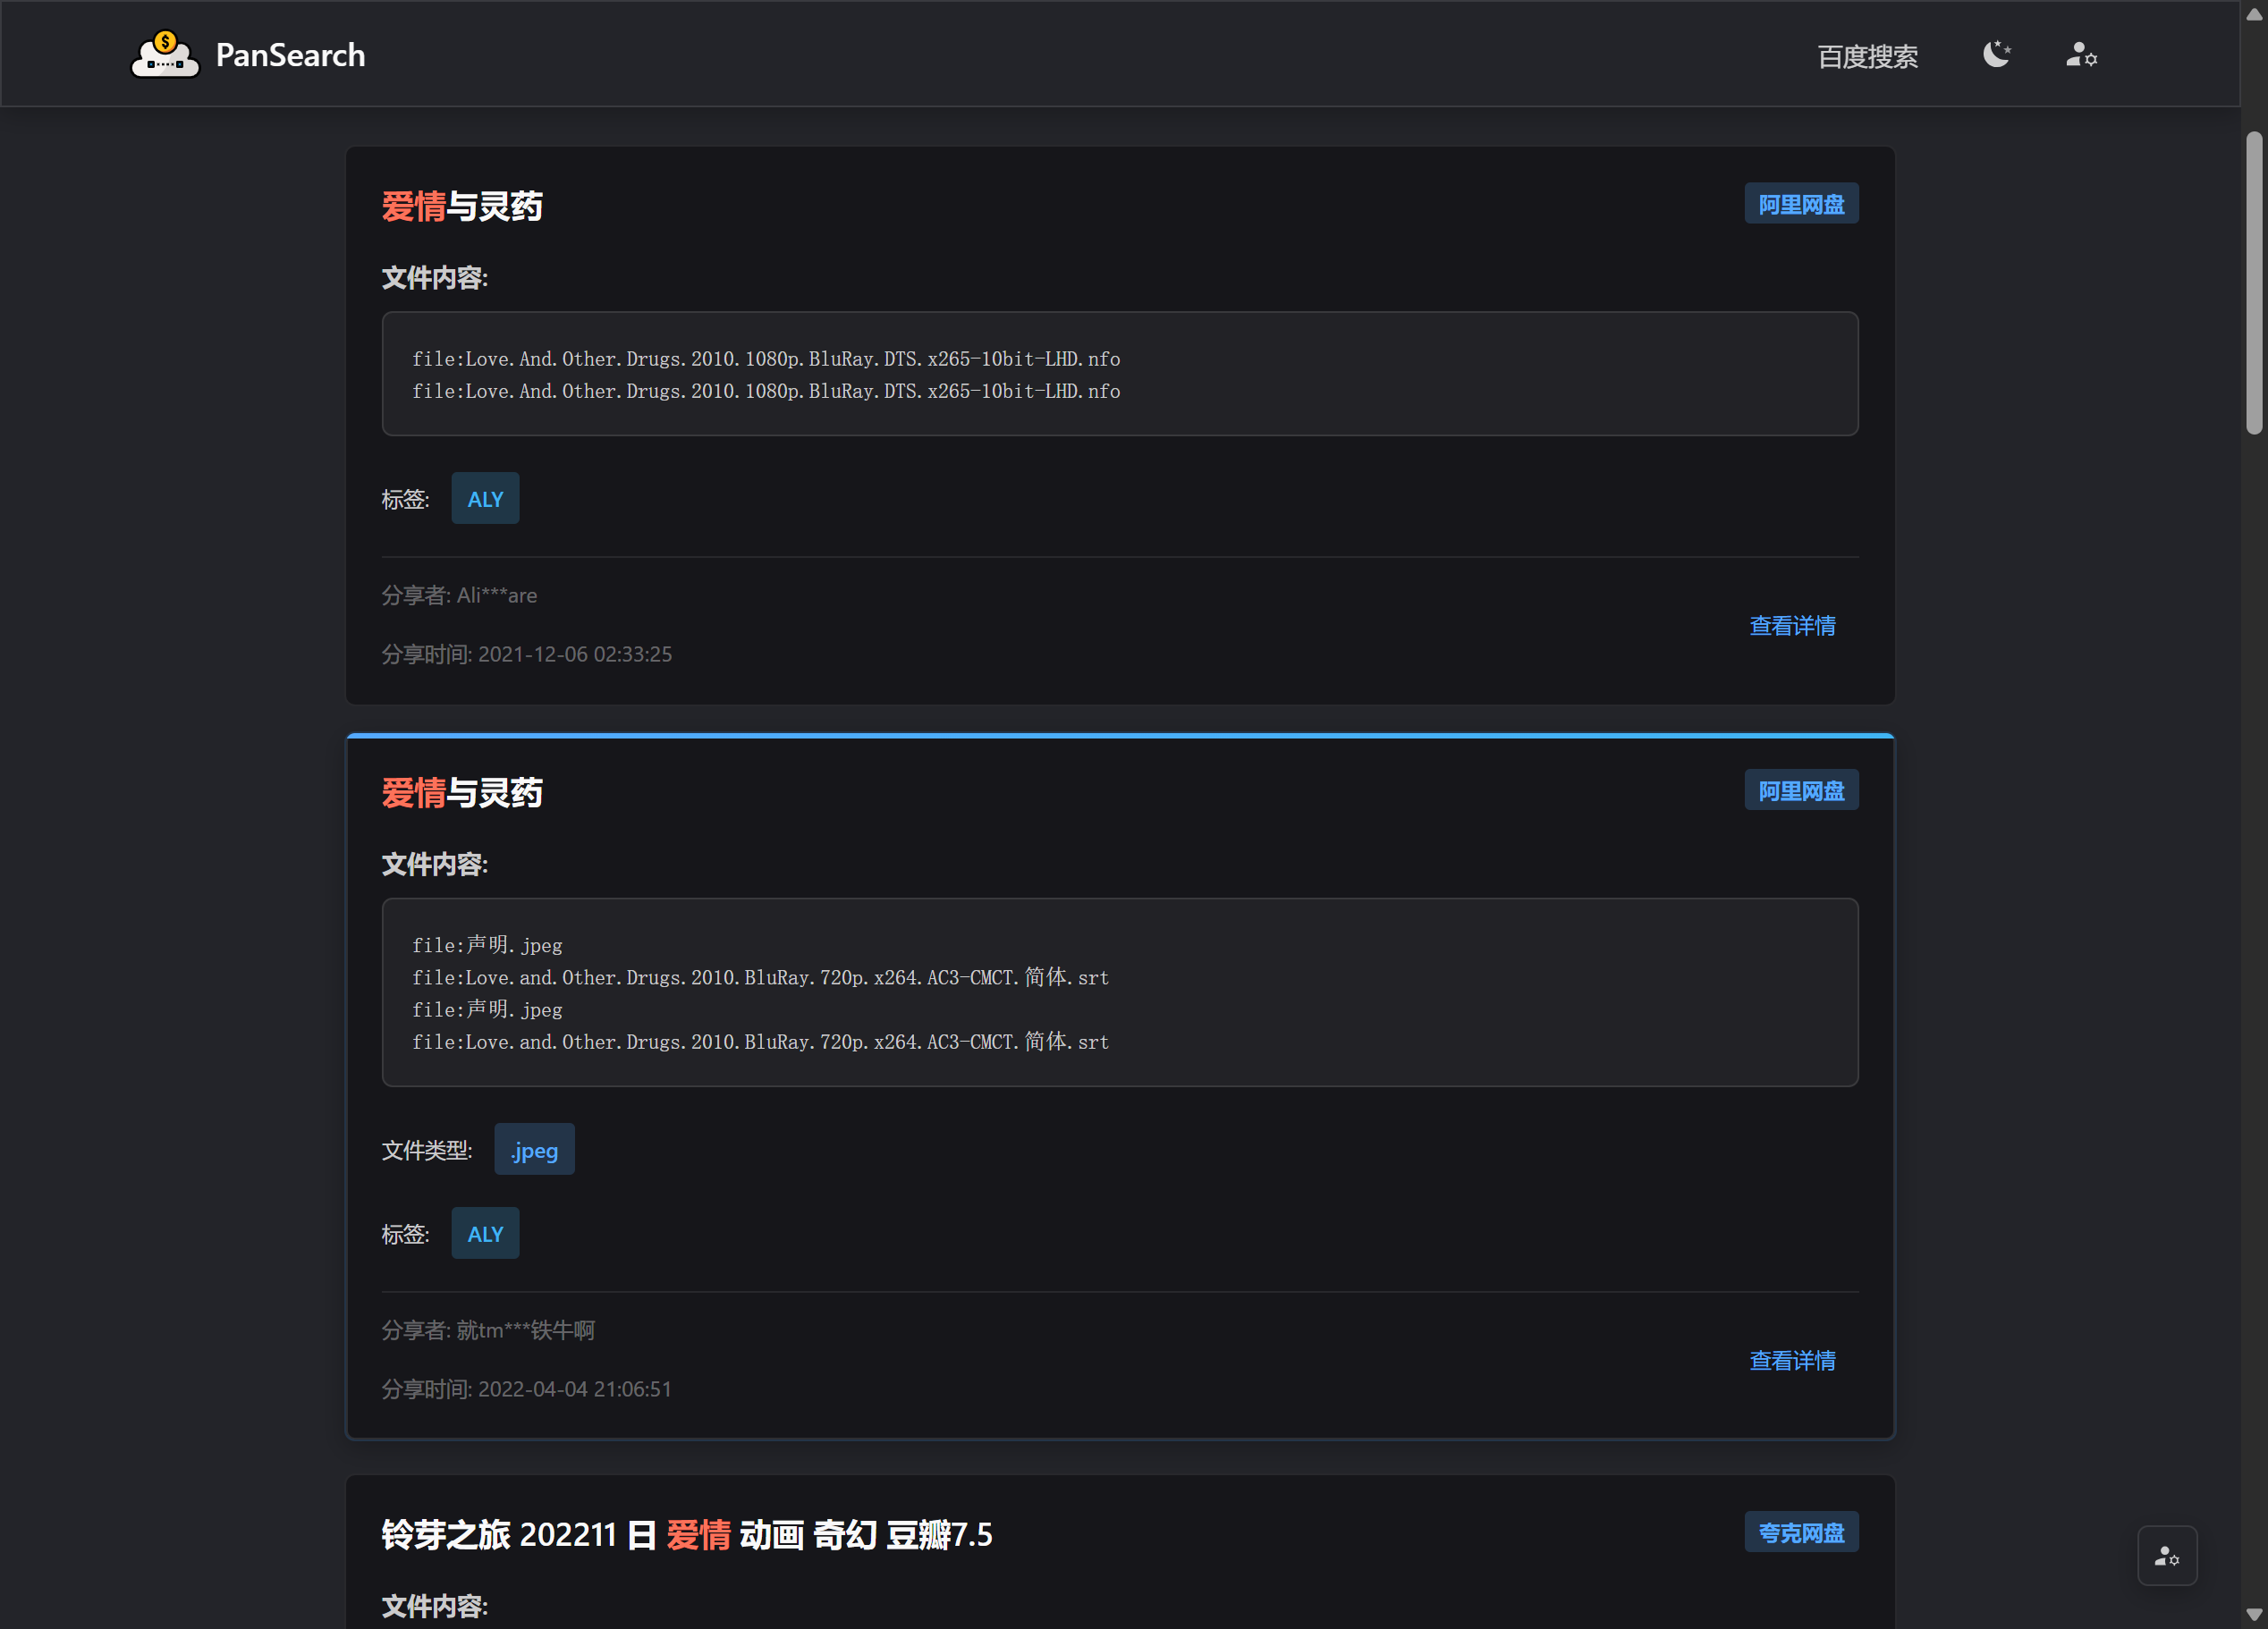 PanSearch
百度搜索
爱情与灵药
阿里网盘
文件内容:
file:Love.And.Other.Drugs.2010.1080p.BluRay.DTS.x265-10bit-LHD.nfo
file:Love.And.Other.Drugs.2010.1080p.BluRay.DTS.x265-10bit-LHD.nfo
标签: ALY
分享者: Ali***are
查看详情
分享时间: 2021-12-06 02:33:25
爱情与灵药
阿里网盘
文件内容:
file:声明.jpeg
file:Love.and.Other.Drugs.2010.BluRay.720p.x264.AC3-CMCT.简体.srt
file:声明.jpeg
file:Love.and.Other.Drugs.2010.BluRay.720p.x264.AC3-CMCT.简体.srt
文件类型: .jpeg
标签: ALY
分享者: 就tm***铁牛啊
查看详情
分享时间: 2022-04-04 21:06:51
铃芽之旅 202211 日 爱情 动画 奇幻 豆瓣7.5
夸克网盘
文件内容: